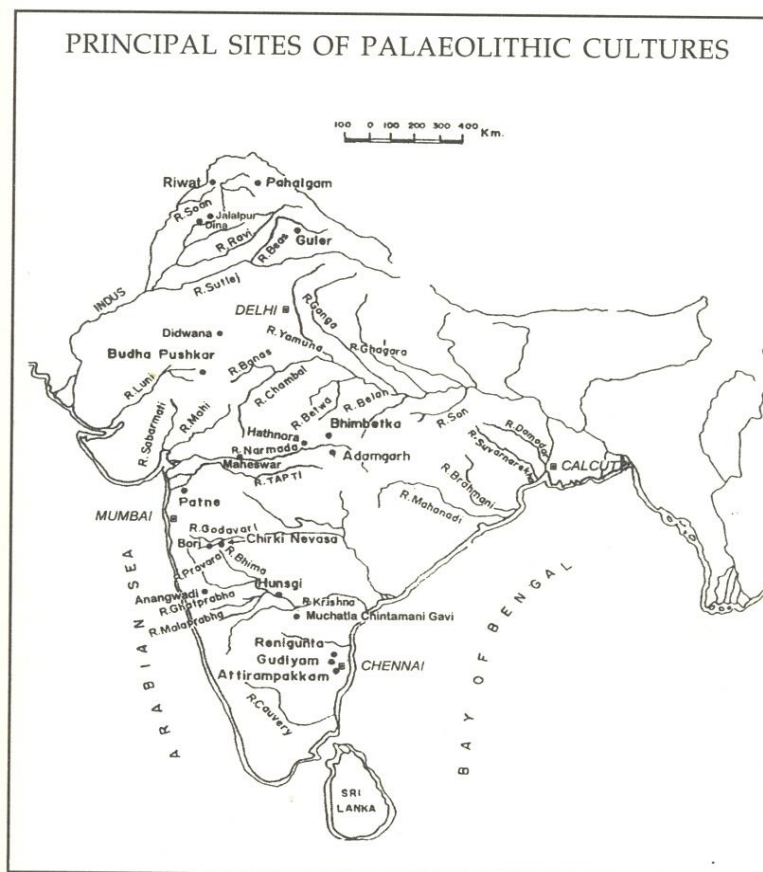 PRINCIPAL SITES OF PALAEOLITHIC CULTURES
100 0 100 200 300 400 Km.
Riwat
Pahalgam
R.Soan
Jalalpur
Dina
R.Ravi
R.Beas
Guler
INDUS
R.Sutlej
DELHI
R.Ganga
Didwana
R.Yamuna
R.Ghagara
Budha Pushkar
R.Banas
R.Luni
R.Chambal
R.Sabarmati
R.Mahi
R.Betwa
R.Belan
R.Son
R.Damodar
Bhimbetka
Hathnora
R.Narmada
Adamgarh
R.Suvarnarekha
CALCUT
Maheswar
R.TAPTI
R.Brahmani
Patne
R.Mahanadi
MUMBAI
R.Godavari
Bori
Chirki Nevasa
Pravara
R.Bhima
Anangwadi
Hunsgi
R.Ghatprabha
R.Krishna
R.Malaprabha
Muchatla Chintamani Gavi
Renigunta
Gudiyam
CHENNAI
Attirampakkam
R.Cauvery
ARABIAN SEA
BAY OF BENGAL
SRI
LANKA